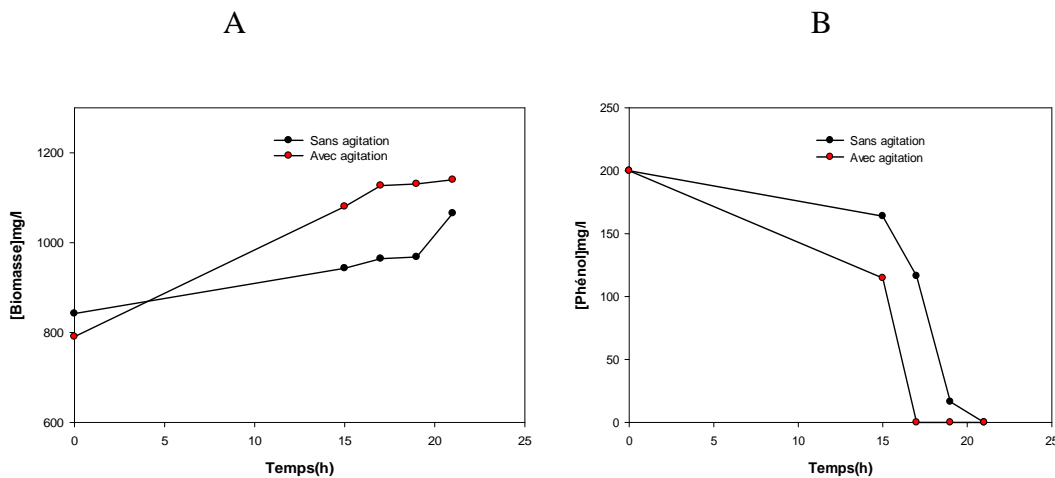 A
B
[Biomasse]mg/l
1200
1000
800
600
Sans agitation
Avec agitation
0 5 10 15 20 25
Temps(h)
[Phénol]mg/l
250
200
150
100
50
0
Sans agitation
Avec agitation
0 5 10 15 20 25
Temps(h)